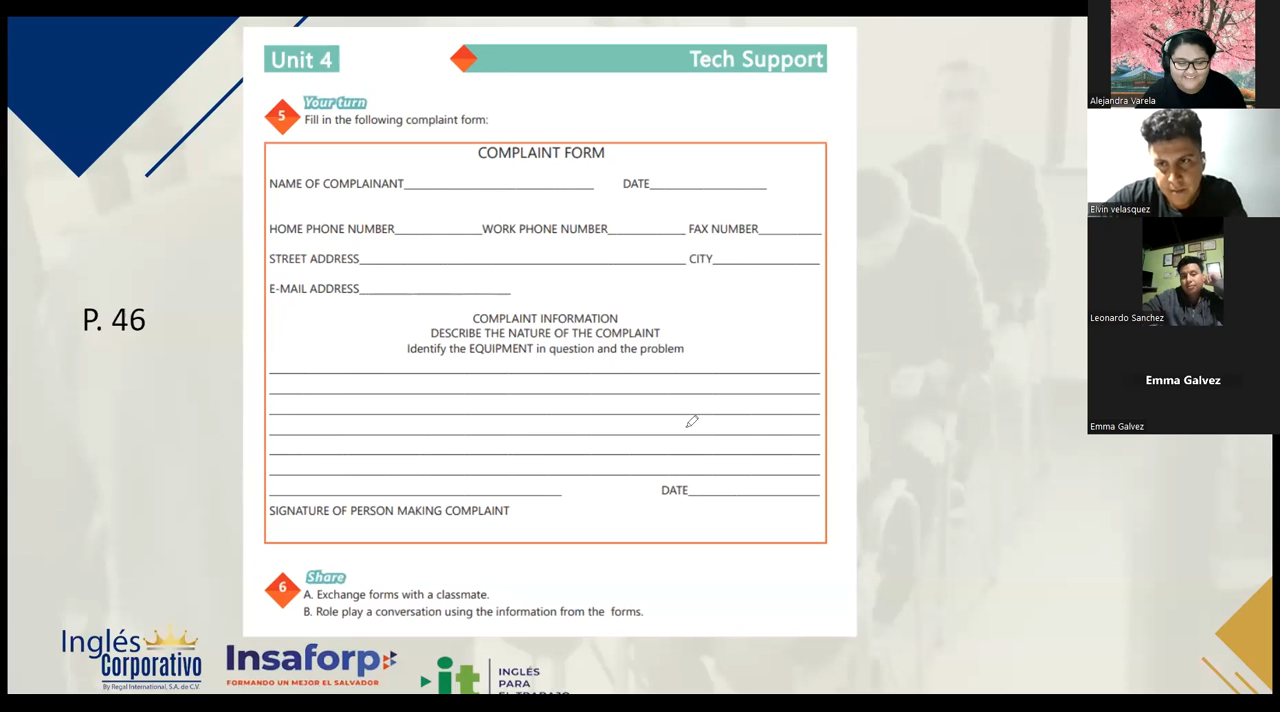 Unit 4
Tech Support
Your turn
5
Fill in the following complaint form:
COMPLAINT FORM
NAME OF COMPLAINANT DATE
HOME PHONE NUMBER WORK PHONE NUMBER FAX NUMBER
STREET ADDRESS CITY
E-MAIL ADDRESS
COMPLAINT INFORMATION
DESCRIBE THE NATURE OF THE COMPLAINT
Identify the EQUIPMENT in question and the problem
DATE
SIGNATURE OF PERSON MAKING COMPLAINT
Share
6
A. Exchange forms with a classmate.
B. Role play a conversation using the information from the forms.
P. 46
Inglés
Corporativo
By Regal International, S.A. de C.V.
Insaforp
FORMANDO UN MEJOR EL SALVADOR
it
INGLÉS
PARA
EL TRABAJO
Alejandra Varela
Elvin velasquez
Leonardo Sanchez
Emma Galvez
Emma Galvez